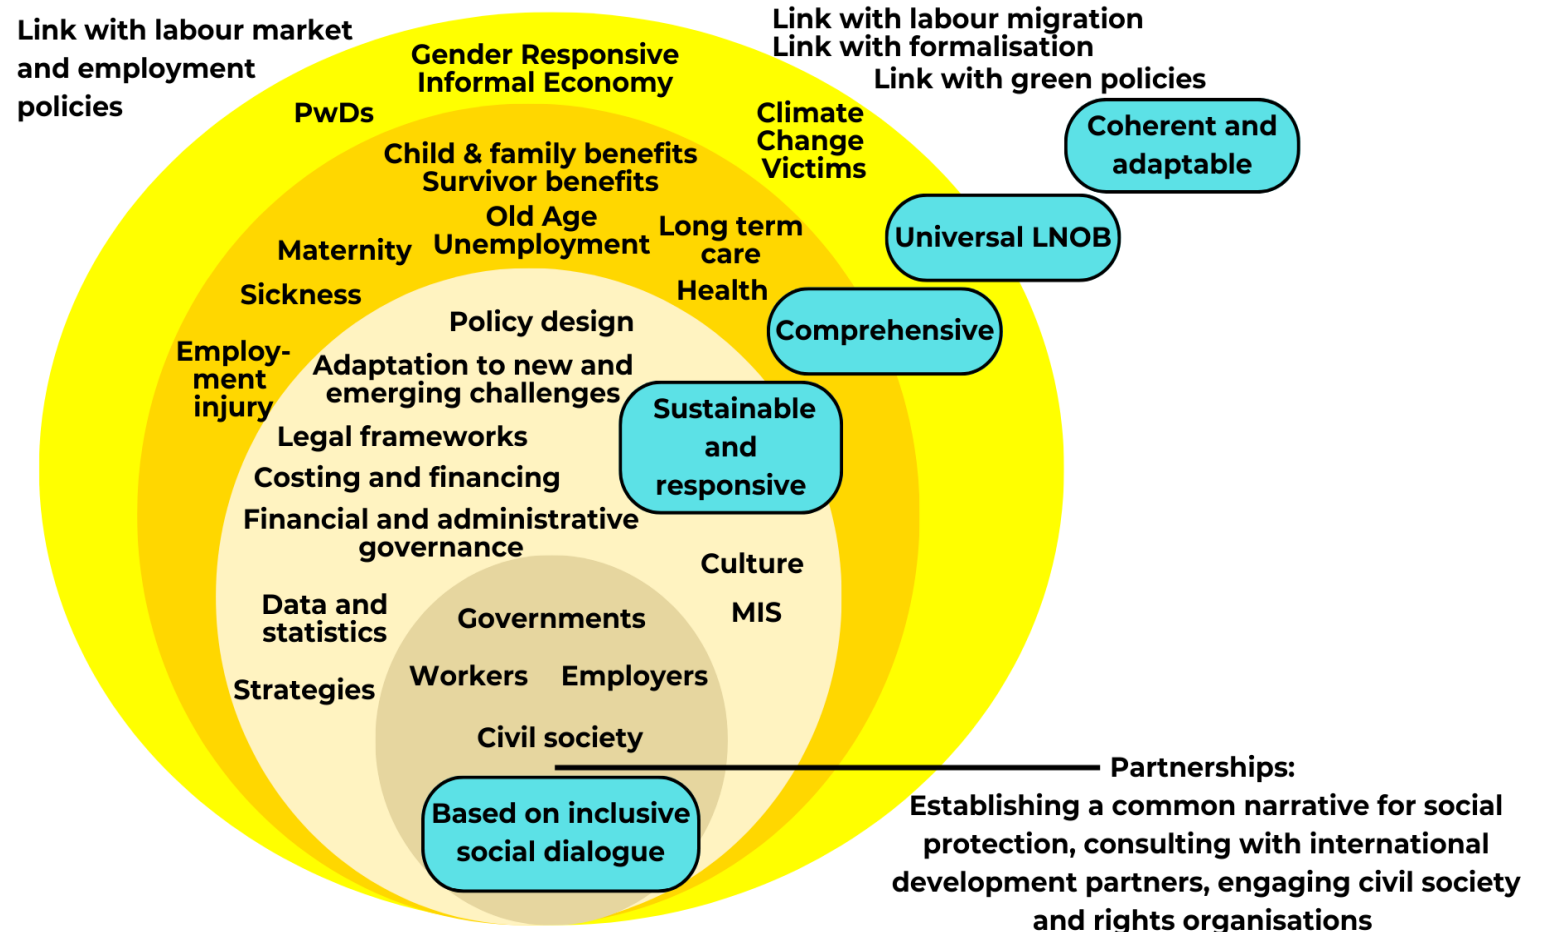 Link with labour market
and employment
policies
Link with labour migration
Link with formalisation
Link with green policies
Gender Responsive
Informal Economy
PwDs
Climate
Change
Victims
Coherent and
adaptable
Child & family benefits
Survivor benefits
Old Age
Unemployment
Long term
care
Universal LNOB
Maternity
Sickness
Health
Employ-
ment
injury
Comprehensive
Policy design
Adaptation to new and
emerging challenges
Sustainable
and
responsive
Legal frameworks
Costing and financing
Financial and administrative
governance
Culture
MIS
Data and
statistics
Strategies
Governments
Workers
Employers
Civil society
Based on inclusive
social dialogue
Partnerships:
Establishing a common narrative for social
protection, consulting with international
development partners, engaging civil society
and rights organisations